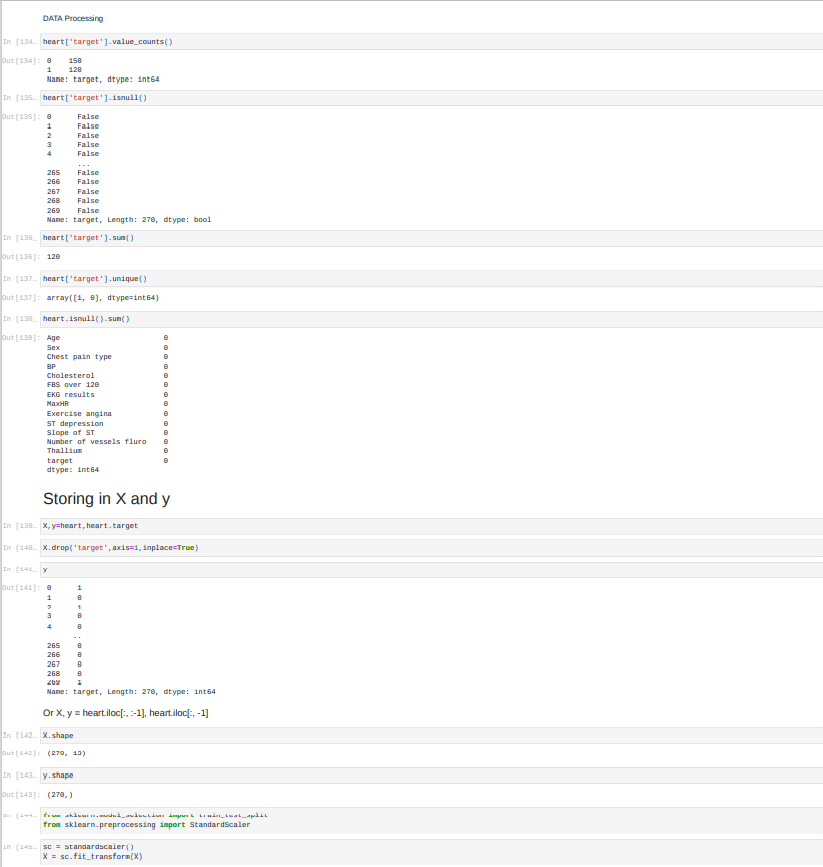 DATA Processing
In [134… heart['target'].value_counts()
Out[134]: 0    150
1    120
Name: target, dtype: int64
In [135… heart['target'].isnull()
Out[135]: 0      False
1      False
2      False
3      False
4      False
...
265    False
266    False
267    False
268    False
269    False
Name: target, Length: 270, dtype: bool
In [136… heart['target'].sum()
Out[136]: 120
In [137… heart['target'].unique()
Out[137]: array([1, 0], dtype=int64)
In [138… heart.isnull().sum()
Out[138]: Age                        0
Sex                        0
Chest pain type            0
BP                         0
Cholesterol                0
FBS over 120               0
EKG results                0
MaxHR                      0
Exercise angina            0
ST depression              0
Slope of ST                0
Number of vessels fluro    0
Thallium                   0
target                     0
dtype: int64
Storing in X and y
In [139… X,y=heart,heart.target
In [140… X.drop('target',axis=1,inplace=True)
In [141… y
Out[141]: 0      1
1      0
2      1
3      0
4      0
..
265    0
266    0
267    0
268    0
269    1
Name: target, Length: 270, dtype: int64
Or X, y = heart.iloc[:, :-1], heart.iloc[:, -1]
In [142… X.shape
Out[142]: (270, 13)
In [143… y.shape
Out[143]: (270,)
In [144… from sklearn.model_selection import train_test_split
from sklearn.preprocessing import StandardScaler
In [145… sc = StandardScaler()
X = sc.fit_transform(X)